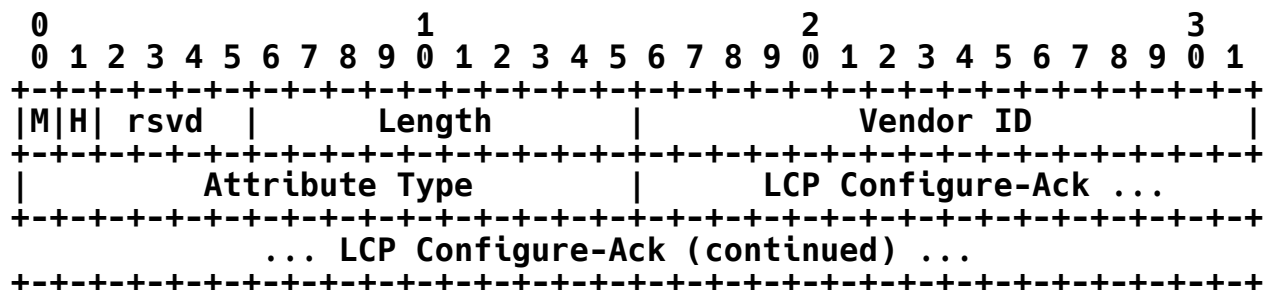 0                   1                   2                   3
 0 1 2 3 4 5 6 7 8 9 0 1 2 3 4 5 6 7 8 9 0 1 2 3 4 5 6 7 8 9 0 1
+-+-+-+-+-+-+-+-+-+-+-+-+-+-+-+-+-+-+-+-+-+-+-+-+-+-+-+-+-+-+-+-+
|M|H| rsvd  |      Length       |           Vendor ID           |
+-+-+-+-+-+-+-+-+-+-+-+-+-+-+-+-+-+-+-+-+-+-+-+-+-+-+-+-+-+-+-+-+
|         Attribute Type        |      LCP Configure-Ack ...
+-+-+-+-+-+-+-+-+-+-+-+-+-+-+-+-+-+-+-+-+-+-+-+-+-+-+-+-+-+-+-+-+
             ... LCP Configure-Ack (continued) ...
+-+-+-+-+-+-+-+-+-+-+-+-+-+-+-+-+-+-+-+-+-+-+-+-+-+-+-+-+-+-+-+-+